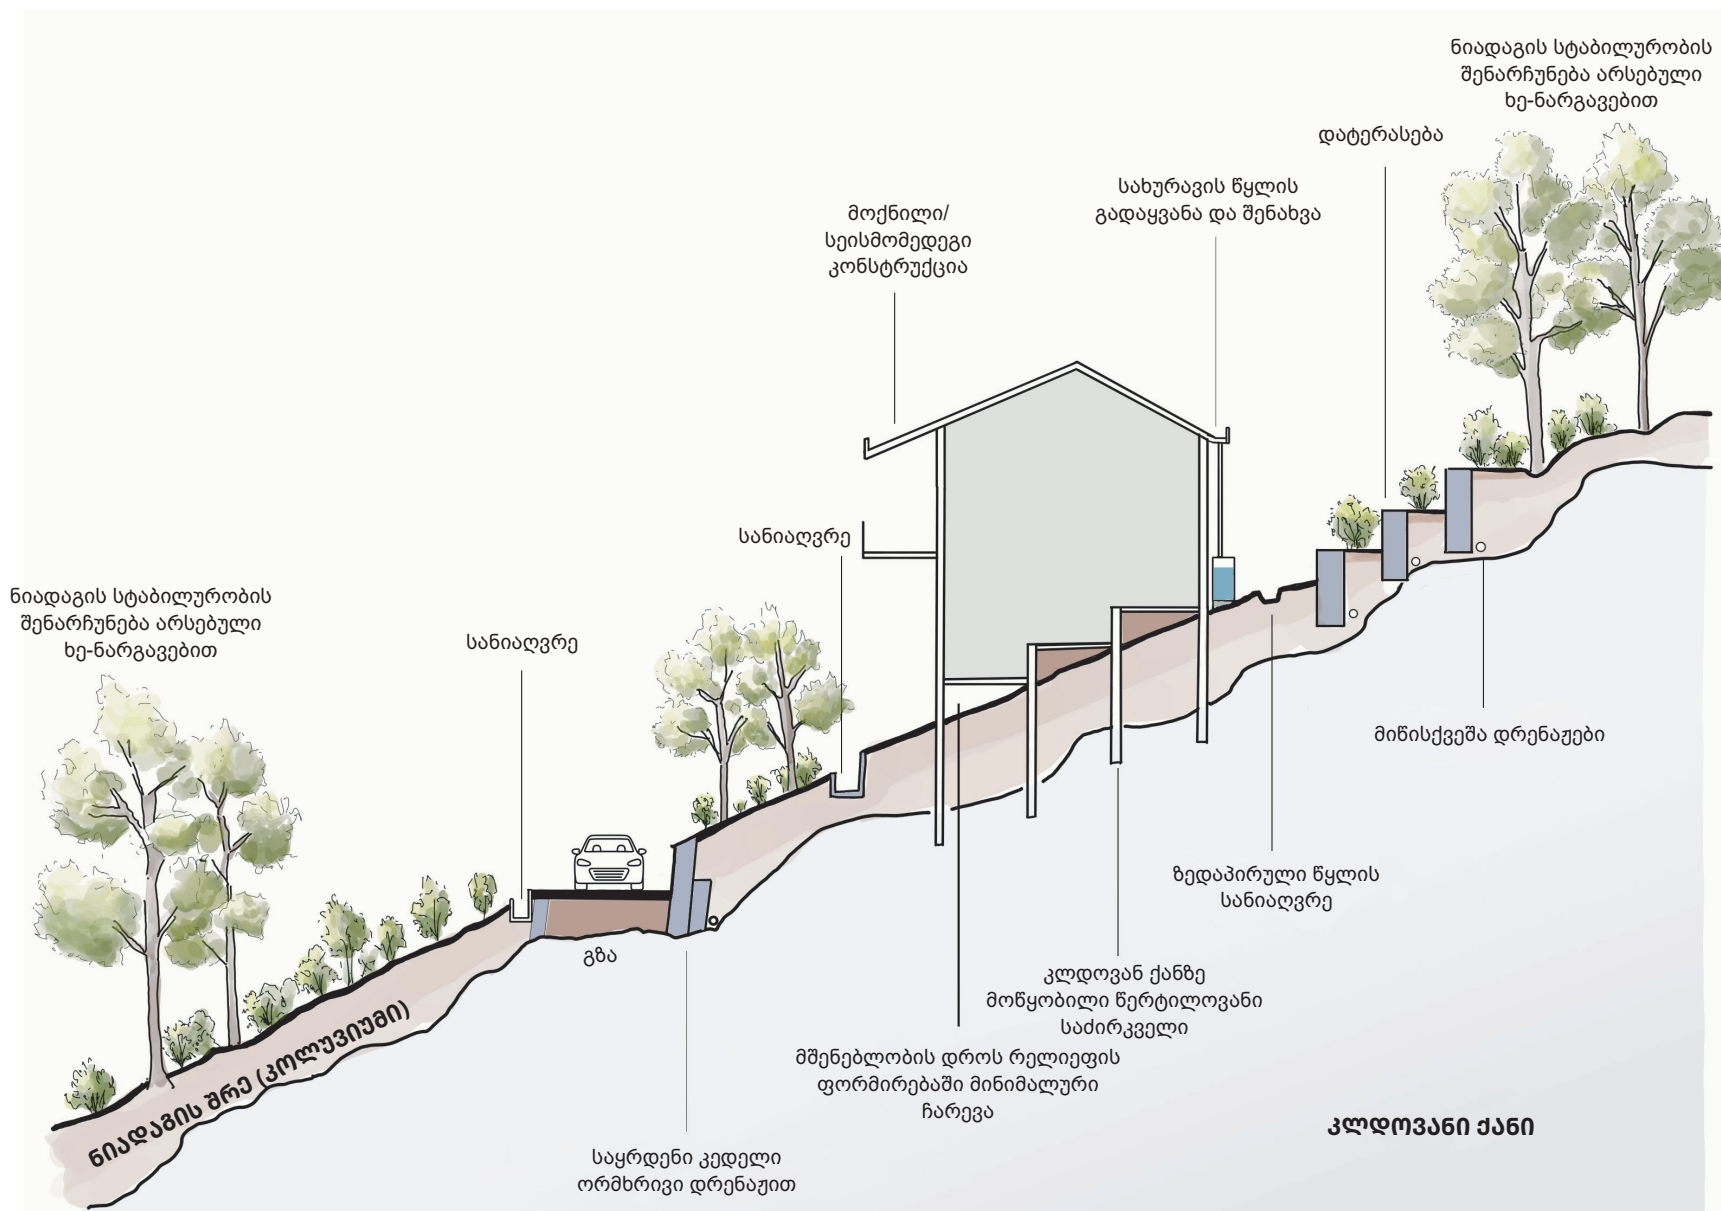 ნიადაგის სტაბილურობის
შენარჩუნება არსებული
ხე-ნარგავებით
დატერასება
სახურავის წყლის
გადაყვანა და შენახვა
მოქნილი/
სეისმომედეგი
კონსტრუქცია
სანიაღვრე
ნიადაგის სტაბილურობის
შენარჩუნება არსებული
ხე-ნარგავებით
სანიაღვრე
მიწისქვეშა დრენაჟები
ზედაპირული წყლის
სანიაღვრე
გზა
კლდოვან ქანზე
მოწყობილი წერტილოვანი
საძირკველი
მშენებლობის დროს რელიეფის
ფორმირებაში მინიმალური
ჩარევა
ნიადაგის შრე (კოლუვიუმი)
კლდოვანი ქანი
საყრდენი კედელი
ორმხრივი დრენაჟით